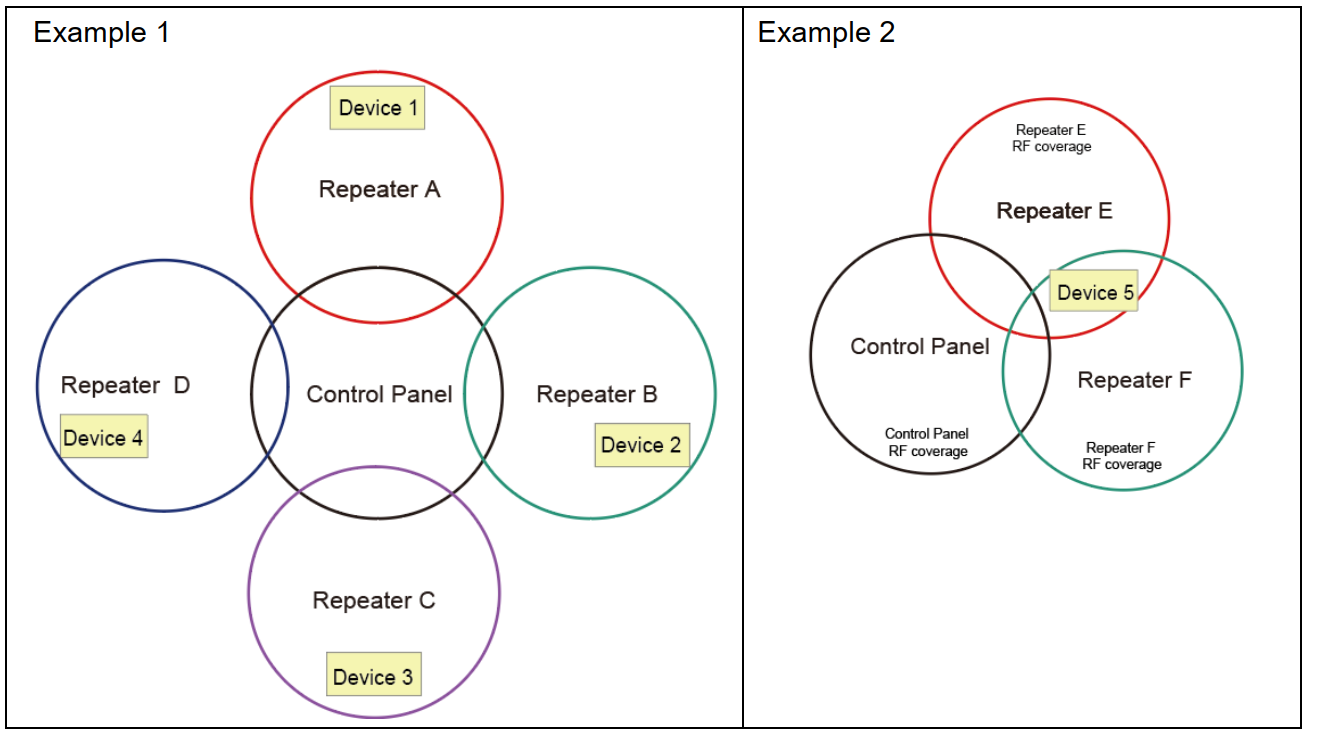 Example 1
Device 1
Repeater A
Repeater D
Control Panel
Repeater B
Device 4
Device 2
Repeater C
Device 3
Example 2
Repeater E
RF coverage
Repeater E
Device 5
Control Panel
Repeater F
Control Panel
RF coverage
Repeater F
RF coverage